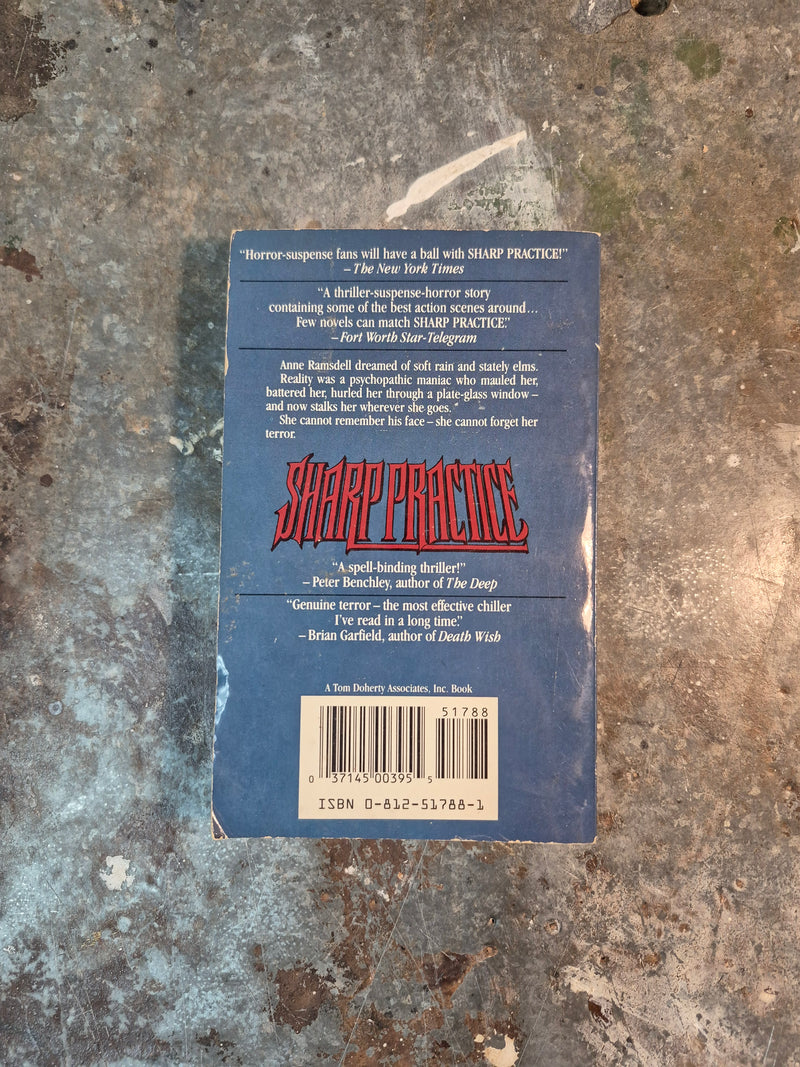 “Horror-suspense fans will have a ball with SHARP PRACTICE!”
– The New York Times
“A thriller-suspense-horror story
containing some of the best action scenes around…
Few novels can match SHARP PRACTICE.”
– Fort Worth Star-Telegram
Anne Ramsdell dreamed of soft rain and stately elms.
Reality was a psychopathic maniac who mauled her,
battered her, hurled her through a plate-glass window –
and now stalks her wherever she goes.
She cannot remember his face – she cannot forget her
terror.
SHARP PRACTICE
“A spell-binding thriller!”
– Peter Benchley, author of The Deep
“Genuine terror – the most effective chiller
I’ve read in a long time.”
– Brian Garfield, author of Death Wish
A Tom Doherty Associates, Inc. Book
51788
0 37145 00395 5
ISBN 0-812-51788-1